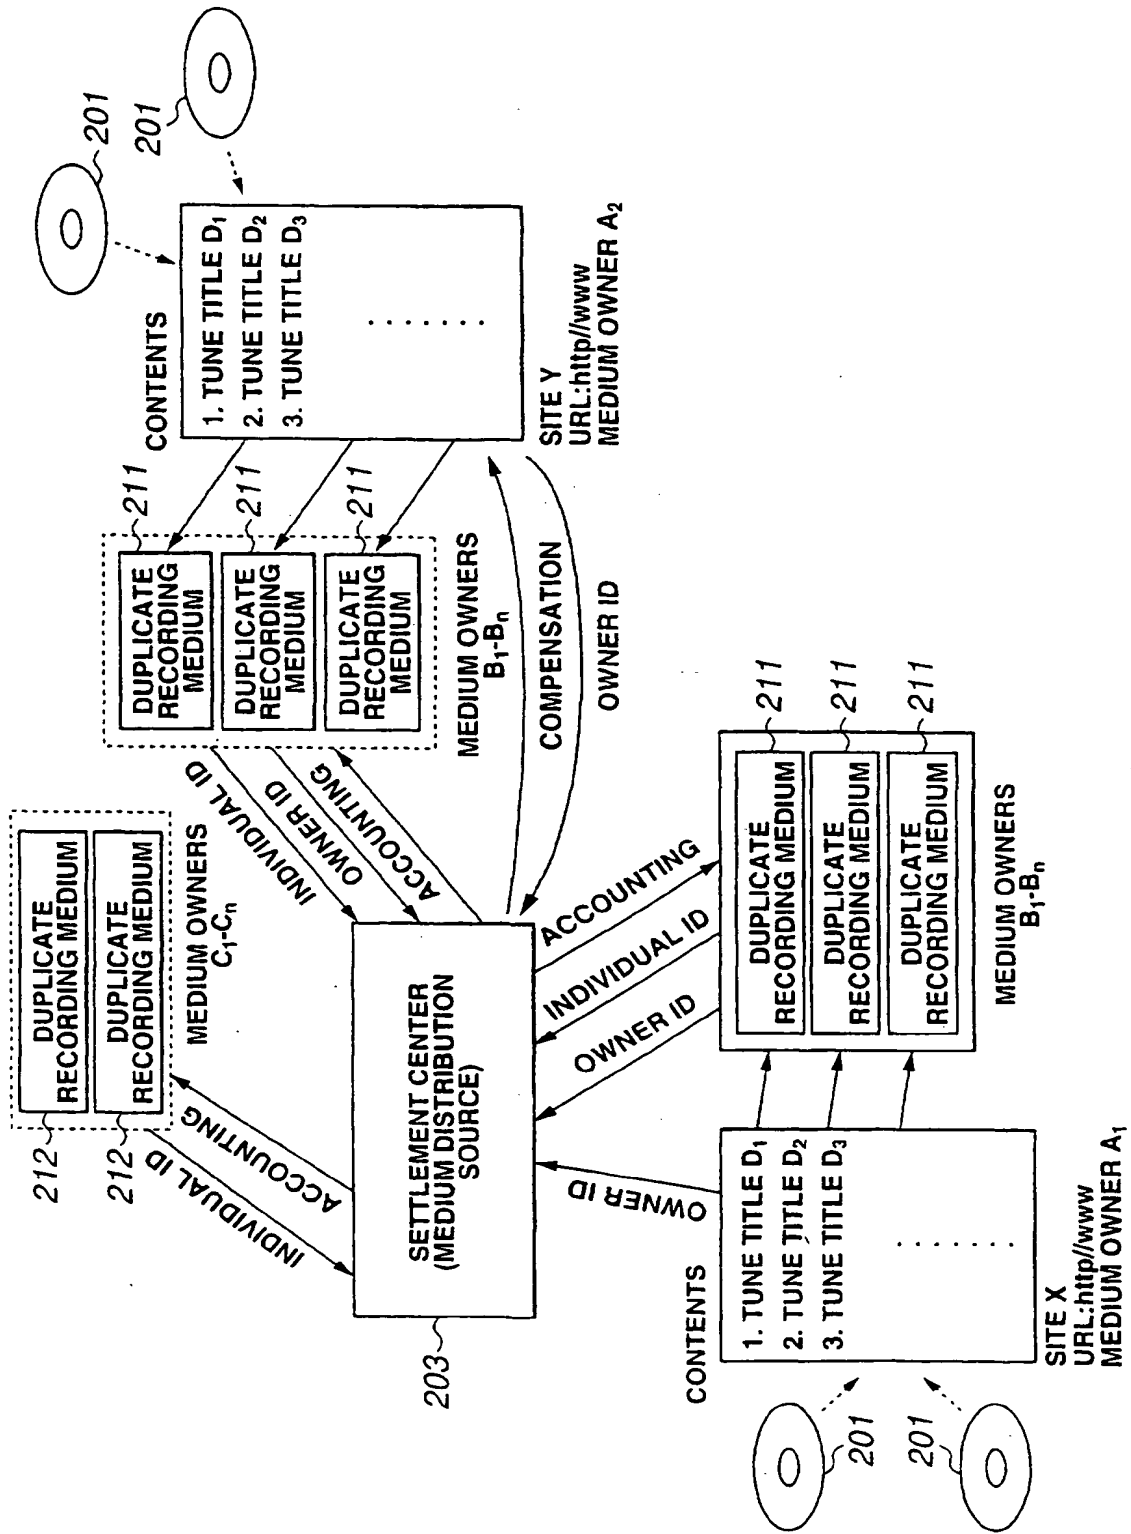 212
DUPLICATE
RECORDING MEDIUM
212
DUPLICATE
RECORDING MEDIUM
MEDIUM OWNERS
C1-Cn
INDIVIDUAL ID
ACCOUNTING
203
SETTLEMENT CENTER
(MEDIUM DISTRIBUTION
SOURCE)
INDIVIDUAL ID
OWNER ID
ACCOUNTING
DUPLICATE
RECORDING
MEDIUM
211
DUPLICATE
RECORDING
MEDIUM
211
DUPLICATE
RECORDING
MEDIUM
211
MEDIUM OWNERS
B1-Bn
COMPENSATION
OWNER ID
201
201
CONTENTS
1. TUNE TITLE D1
2. TUNE TITLE D2
3. TUNE TITLE D3
.......
SITE Y
URL:http//www
MEDIUM OWNER A2
ACCOUNTING
INDIVIDUAL ID
OWNER ID
OWNER ID
201
201
CONTENTS
1. TUNE TITLE D1
2. TUNE TITLE D2
3. TUNE TITLE D3
.......
SITE X
URL:http//www
MEDIUM OWNER A1
DUPLICATE
RECORDING MEDIUM
211
DUPLICATE
RECORDING MEDIUM
211
DUPLICATE
RECORDING MEDIUM
211
MEDIUM OWNERS
B1-Bn